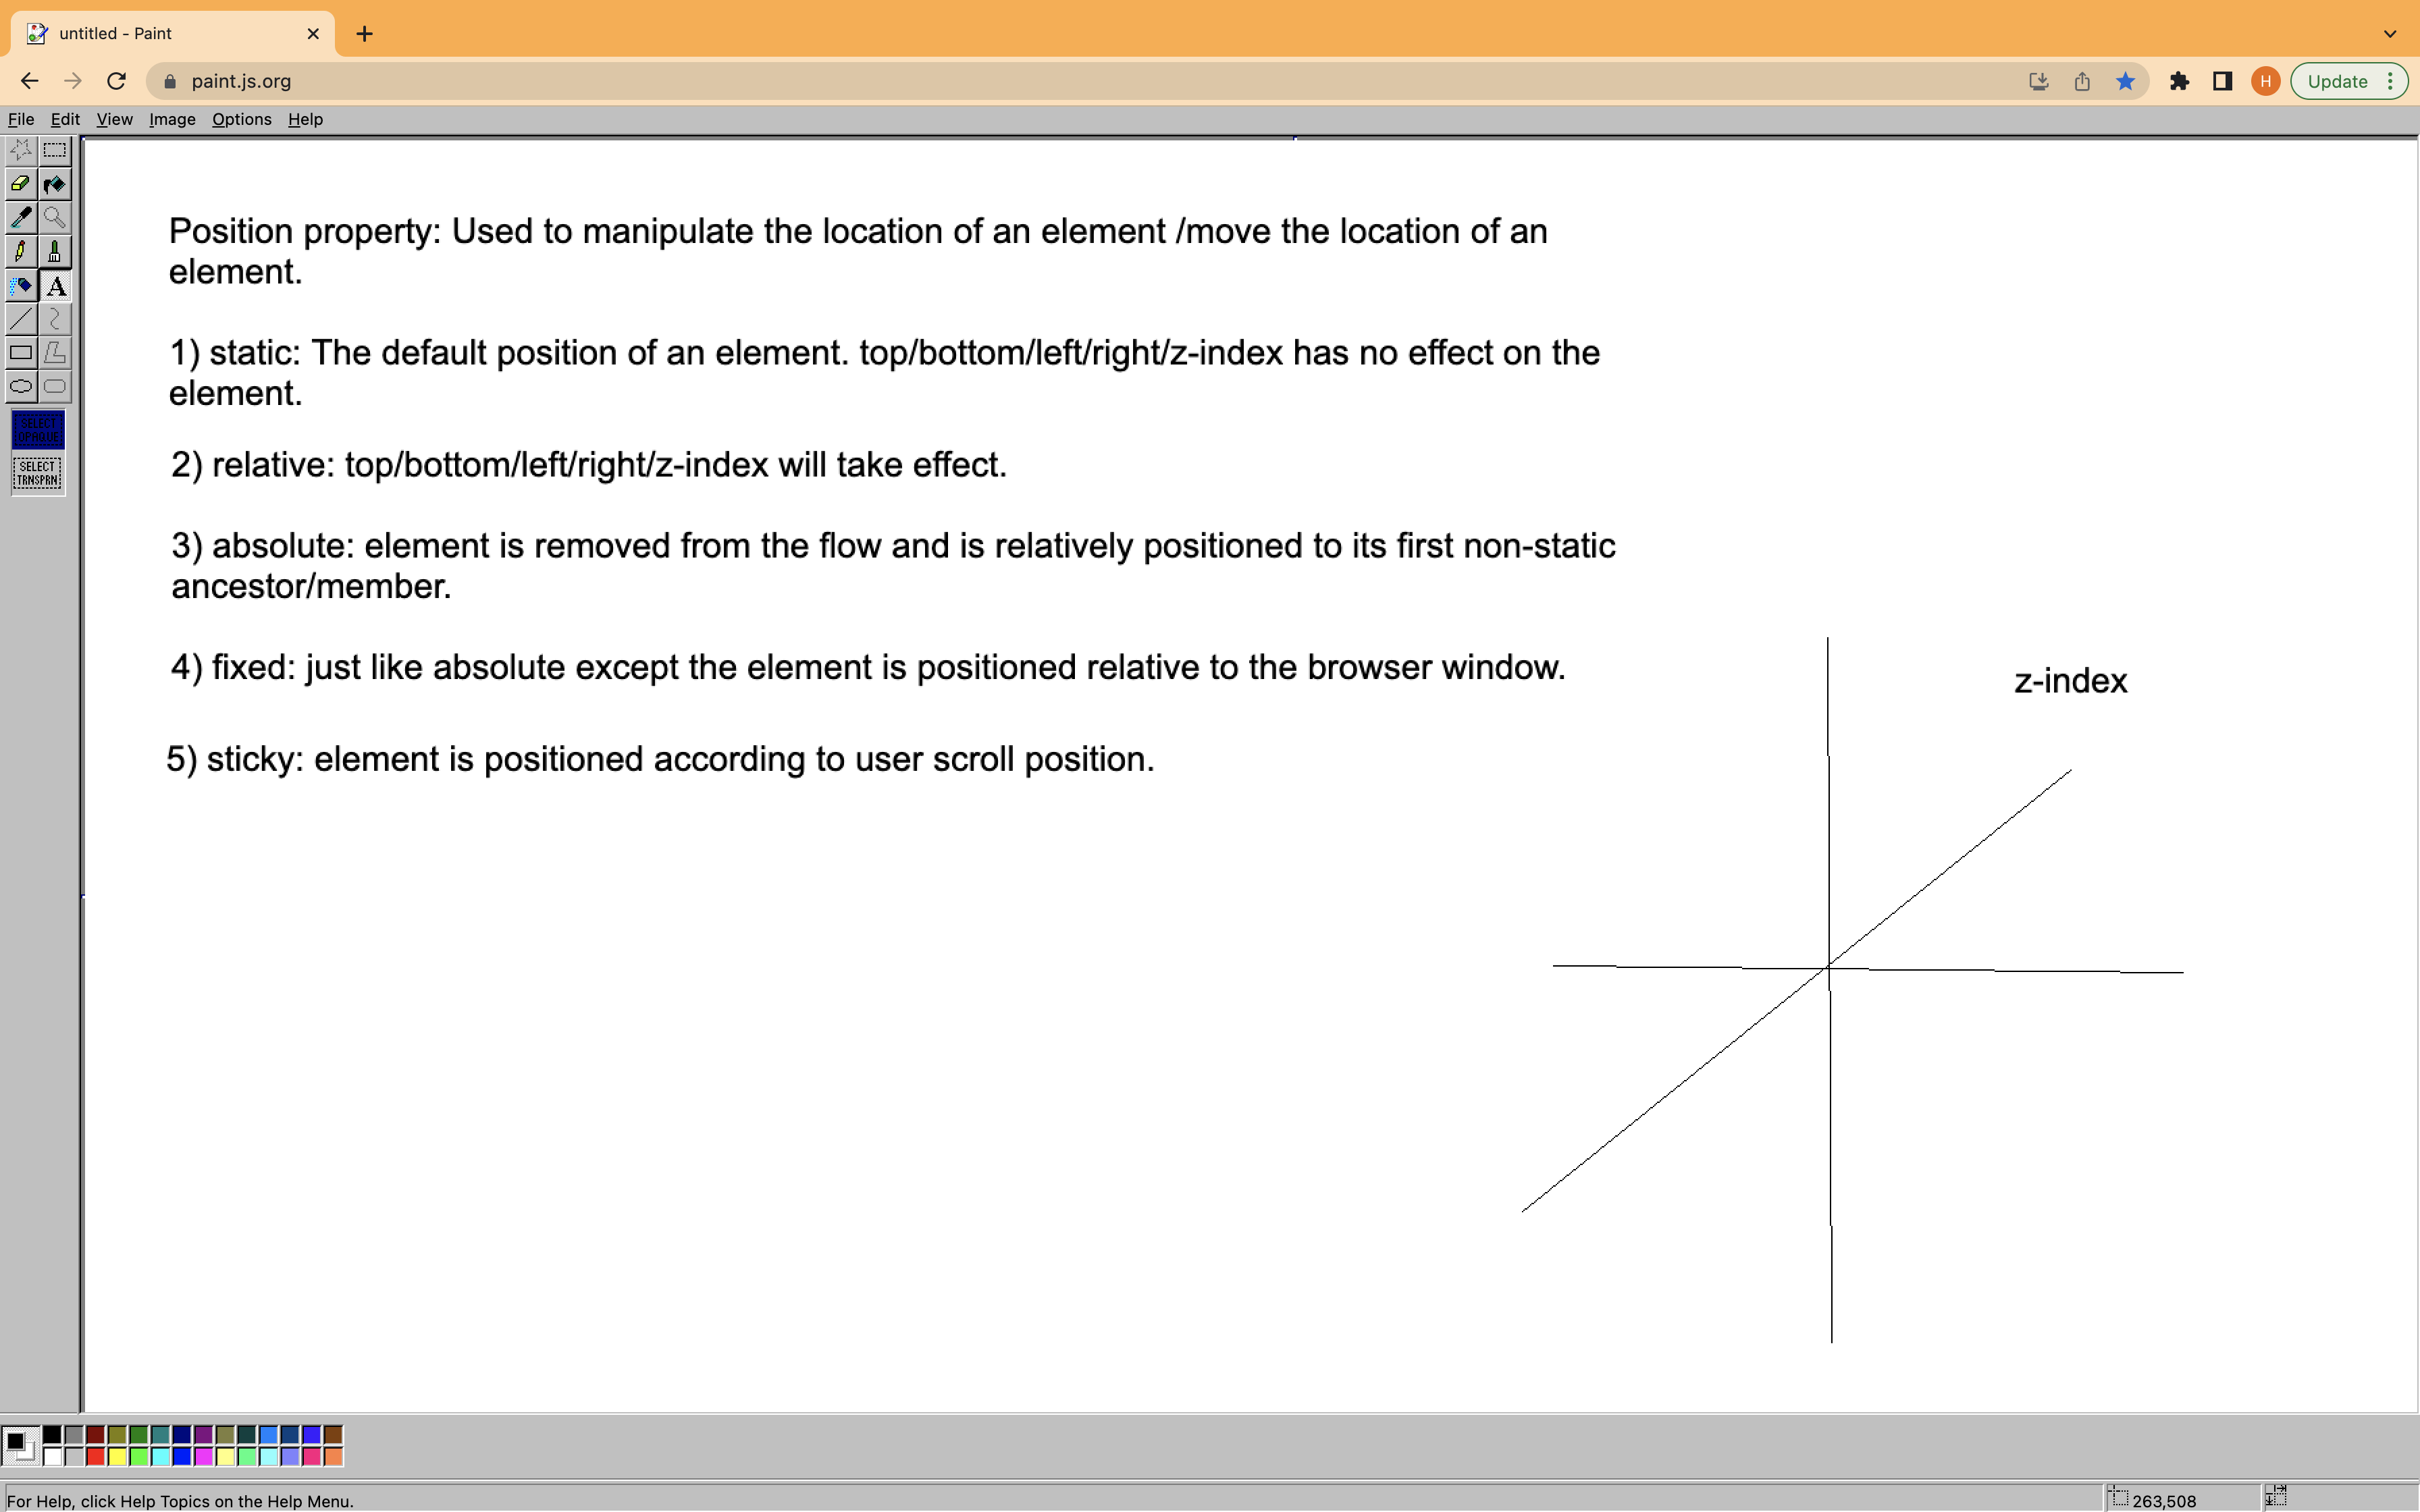 untitled - Paint
paint.js.org
H
Update
File Edit View Image Options Help
A
SELECT
OPAQUE
SELECT
TRNSPRN
Position property: Used to manipulate the location of an element /move the location of an
element.
1) static: The default position of an element. top/bottom/left/right/z-index has no effect on the
element.
2) relative: top/bottom/left/right/z-index will take effect.
3) absolute: element is removed from the flow and is relatively positioned to its first non-static
ancestor/member.
4) fixed: just like absolute except the element is positioned relative to the browser window.
z-index
5) sticky: element is positioned according to user scroll position.
For Help, click Help Topics on the Help Menu.
263,508